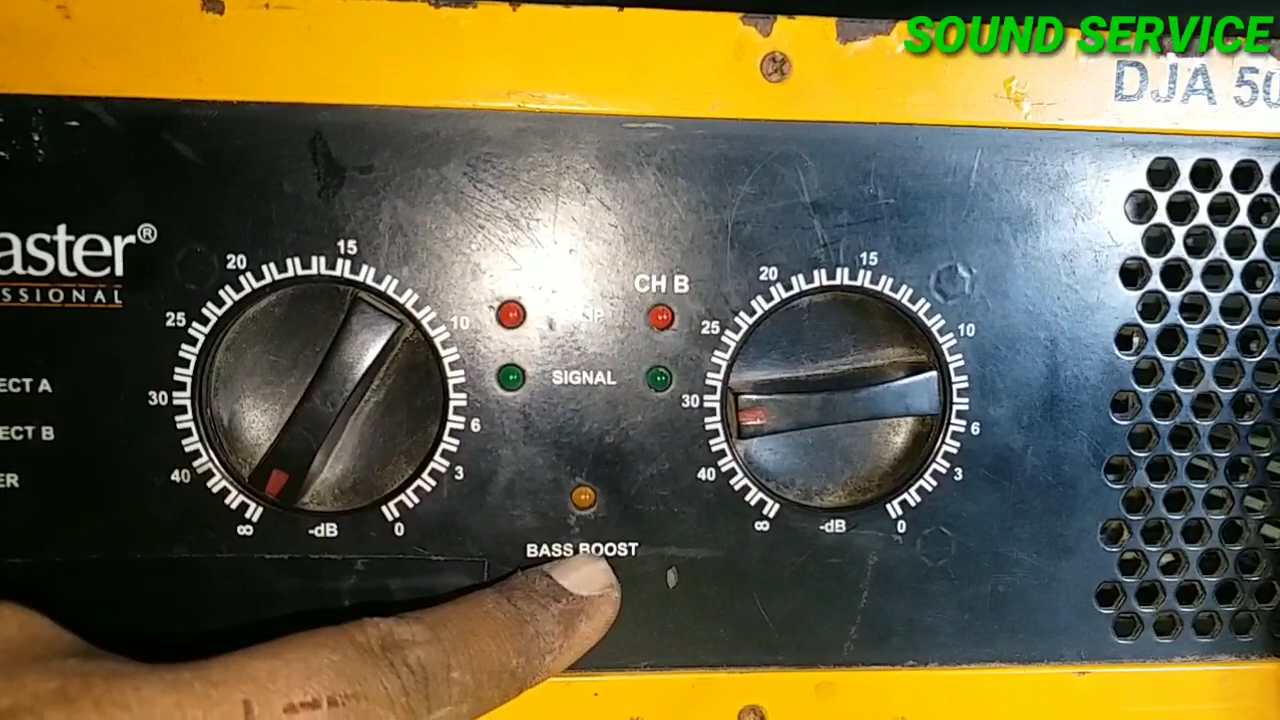 SOUND SERVICE
DJA 50
aster®
SSIONAL
ECT A
ECT B
ER
20
15
25
10
30
6
40
3
∞
-dB
0
CH B
SIGNAL
BASS BOOST
20
15
25
10
30
6
40
3
∞
-dB
0